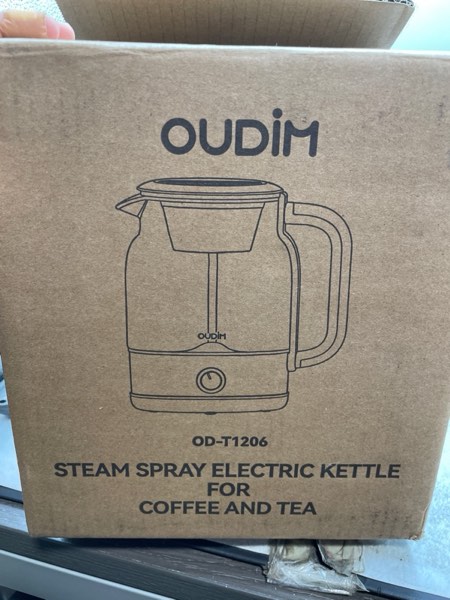 OUDiM
OUDiM
OD-T1206
STEAM SPRAY ELECTRIC KETTLE
FOR
COFFEE AND TEA